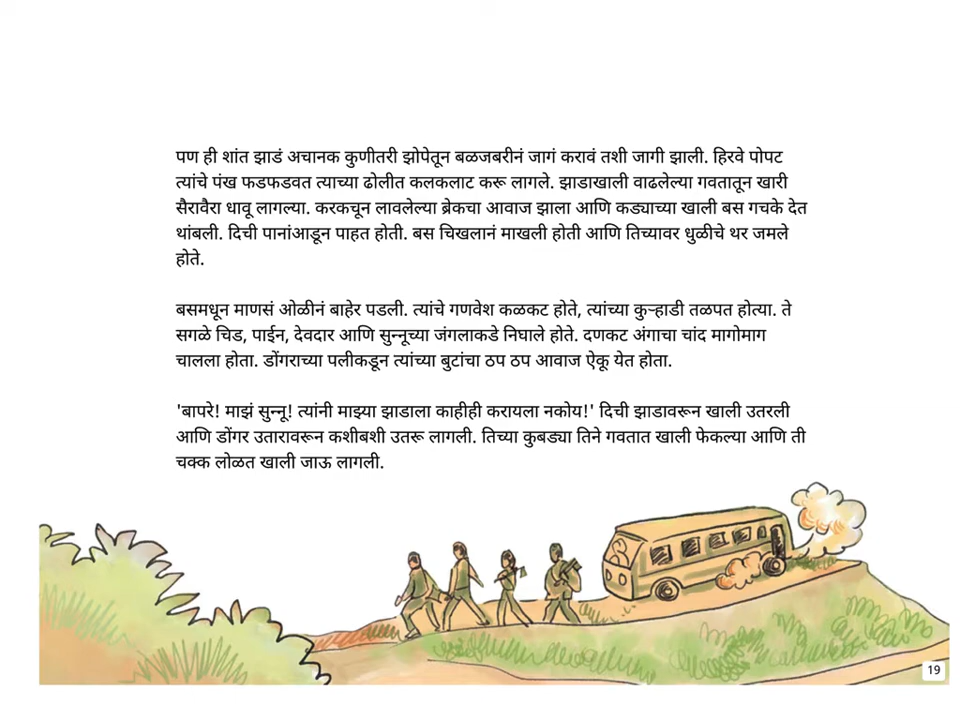 पण ही शांत झाडं अचानक कुणीतरी झोपेतून बळजबरीनं जागं करावं तशी जागी झाली. हिरवे पोपट
त्यांचे पंख फडफडवत त्याच्या ढोलीत कलकलाट करू लागले. झाडाखाली वाढलेल्या गवतातून खारी
सैरावैरा धावू लागल्या. करकचून लावलेल्या ब्रेकचा आवाज झाला आणि कड्याच्या खाली बस गचके देत
थांबली. दिची पानांआडून पाहत होती. बस चिखलानं माखली होती आणि तिच्यावर धुळीचे थर जमले
होते.
बसमधून माणसं ओळीनं बाहेर पडली. त्यांचे गणवेश कळकट होते, त्यांच्या कुऱ्हाडी तळपत होत्या. ते
सगळे चिड, पाईन, देवदार आणि सुन्नूच्या जंगलाकडे निघाले होते. दणकट अंगाचा चांद मागोमाग
चालला होता. डोंगराच्या पलीकडून त्यांच्या बुटांचा ठप ठप आवाज ऐकू येत होता.
'बापरे! माझं सुन्नू! त्यांनी माझ्या झाडाला काहीही करायला नकोय!' दिची झाडावरून खाली उतरली
आणि डोंगर उतारावरून कशीबशी उतरू लागली. तिच्या कुबड्या तिने गवतात खाली फेकल्या आणि ती
चक्क लोळत खाली जाऊ लागली.
19